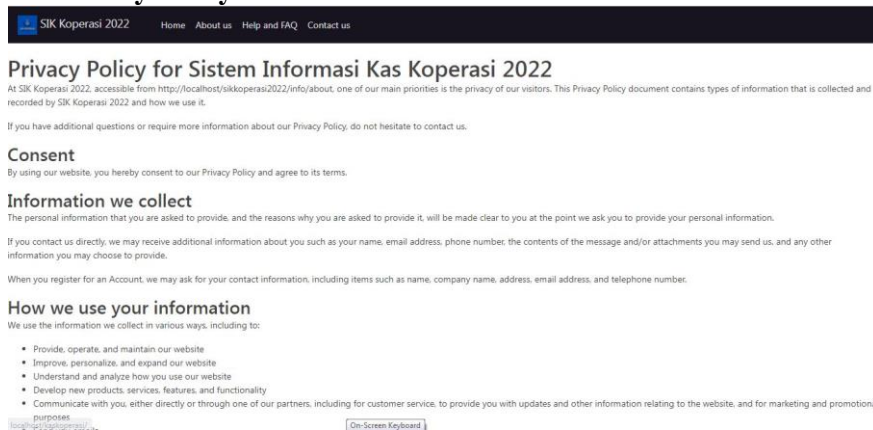 SIK Koperasi 2022 Home About us Help and FAQ Contact us
Privacy Policy for Sistem Informasi Kas Koperasi 2022
At SIK Koperasi 2022, accessible from http://localhost/sikkoperasi2022/info/about, one of our main priorities is the privacy of our visitors. This Privacy Policy document contains types of information that is collected and
recorded by SIK Koperasi 2022 and how we use it.
If you have additional questions or require more information about our Privacy Policy, do not hesitate to contact us.
Consent
By using our website, you hereby consent to our Privacy Policy and agree to its terms.
Information we collect
The personal information that you are asked to provide, and the reasons why you are asked to provide it, will be made clear to you at the point we ask you to provide your personal information.
If you contact us directly, we may receive additional information about you such as your name, email address, phone number, the contents of the message and/or attachments you may send us, and any other
information you may choose to provide.
When you register for an Account, we may ask for your contact information, including items such as name, company name, address, email address, and telephone number.
How we use your information
We use the information we collect in various ways, including to:
• Provide, operate, and maintain our website
• Improve, personalize, and expand our website
• Understand and analyze how you use our website
• Develop new products, services, features, and functionality
• Communicate with you, either directly or through one of our partners, including for customer service, to provide you with updates and other information relating to the website, and for marketing and promotiona
purposes
On-Screen Keyboard